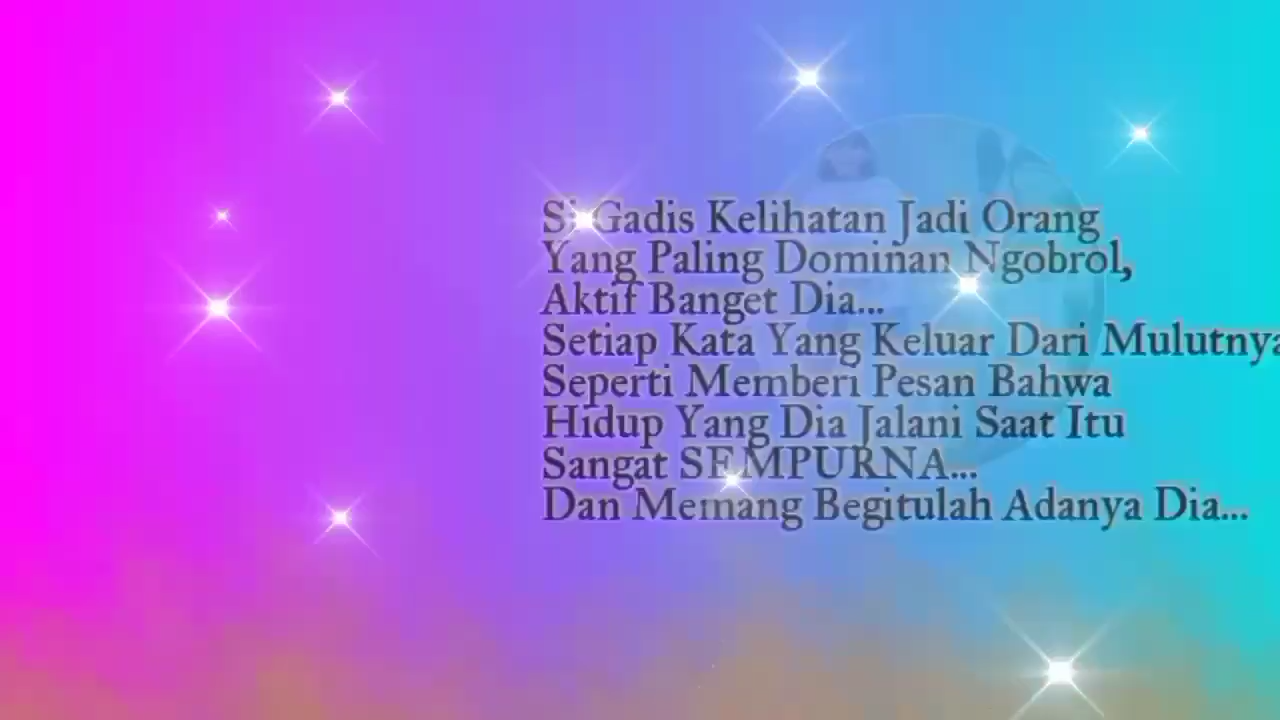 Si Gadis Kelihatan Jadi Orang
Yang Paling Dominan Ngobrol,
Aktif Banget Dia...
Setiap Kata Yang Keluar Dari Mulutnya
Seperti Memberi Pesan Bahwa
Hidup Yang Dia Jalani Saat Itu
Sangat SEMPURNA...
Dan Memang Begitulah Adanya Dia...